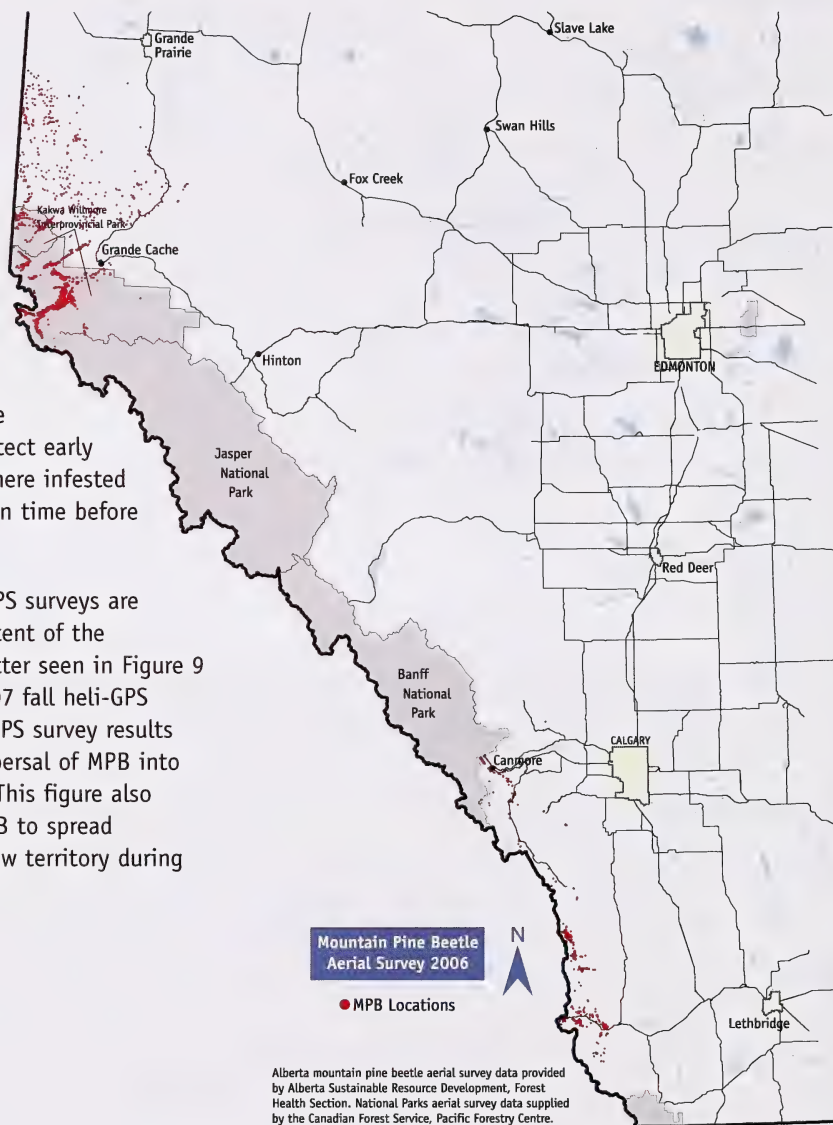 Slave Lake
Grande
Prairie
Swan Hills
Fox Creek
Kakwa Willmore
Interprovincial Park
Grande Cache
EDMONTON
Hinton
Jasper
National
Park
Red Deer
e
tect early
here infested
n time before
PS surveys are
tent of the
tter seen in Figure 9
07 fall heli-GPS
PS survey results
persal of MPB into
This figure also
B to spread
w territory during
Banff
National
Park
CALGARY
Canmore
Mountain Pine Beetle
Aerial Survey 2006
N
MPB Locations
Lethbridge
Alberta mountain pine beetle aerial survey data provided
by Alberta Sustainable Resource Development, Forest
Health Section. National Parks aerial survey data supplied
by the Canadian Forest Service, Pacific Forestry Centre.